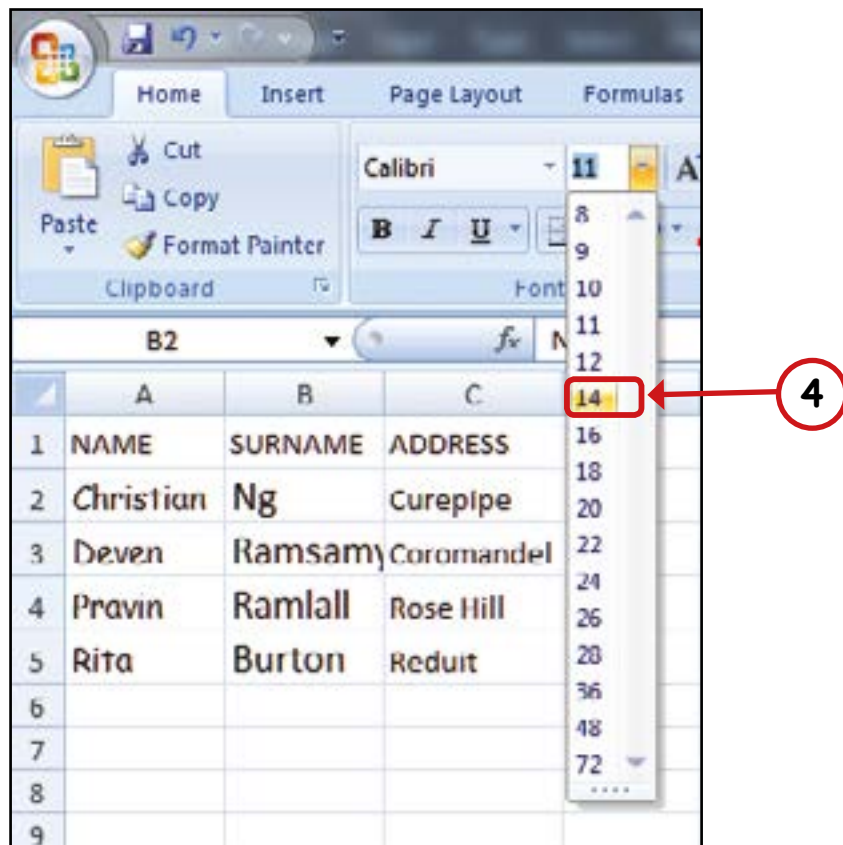 Home Insert Page Layout Formulas
Cut
Calibri 11 A
Copy
Paste
B I U
Format Painter
Clipboard Font
8
9
10
11
12
14
16
18
20
22
24
26
28
36
48
72
B2 fx N
A B C
1 NAME SURNAME ADDRESS
2 Christian Ng Curepipe
3 Deven Ramsamy Coromandel
4 Pravin Ramlall Rose Hill
5 Rita Burton Reduit
6
7
8
9
4